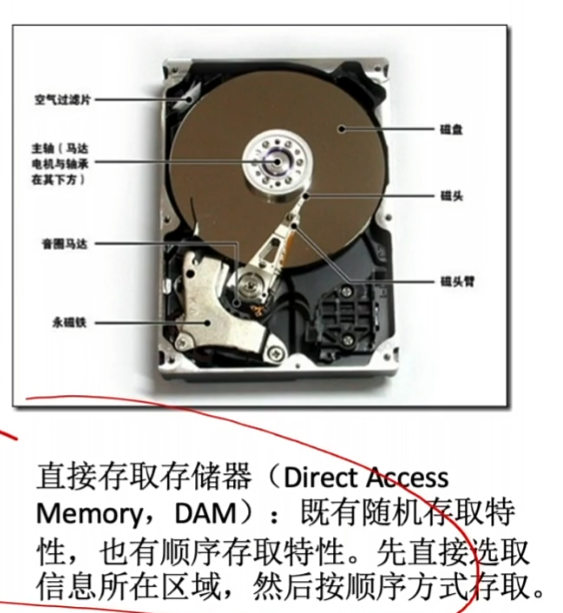 空气过滤片
磁盘
主轴（马达
电机与轴承
在其下方）
磁头
音圈马达
磁头臂
永磁铁
直接存取存储器（Direct Access
Memory，DAM）：既有随机存取特
性，也有顺序存取特性。先直接选取
信息所在区域，然后按顺序方式存取。